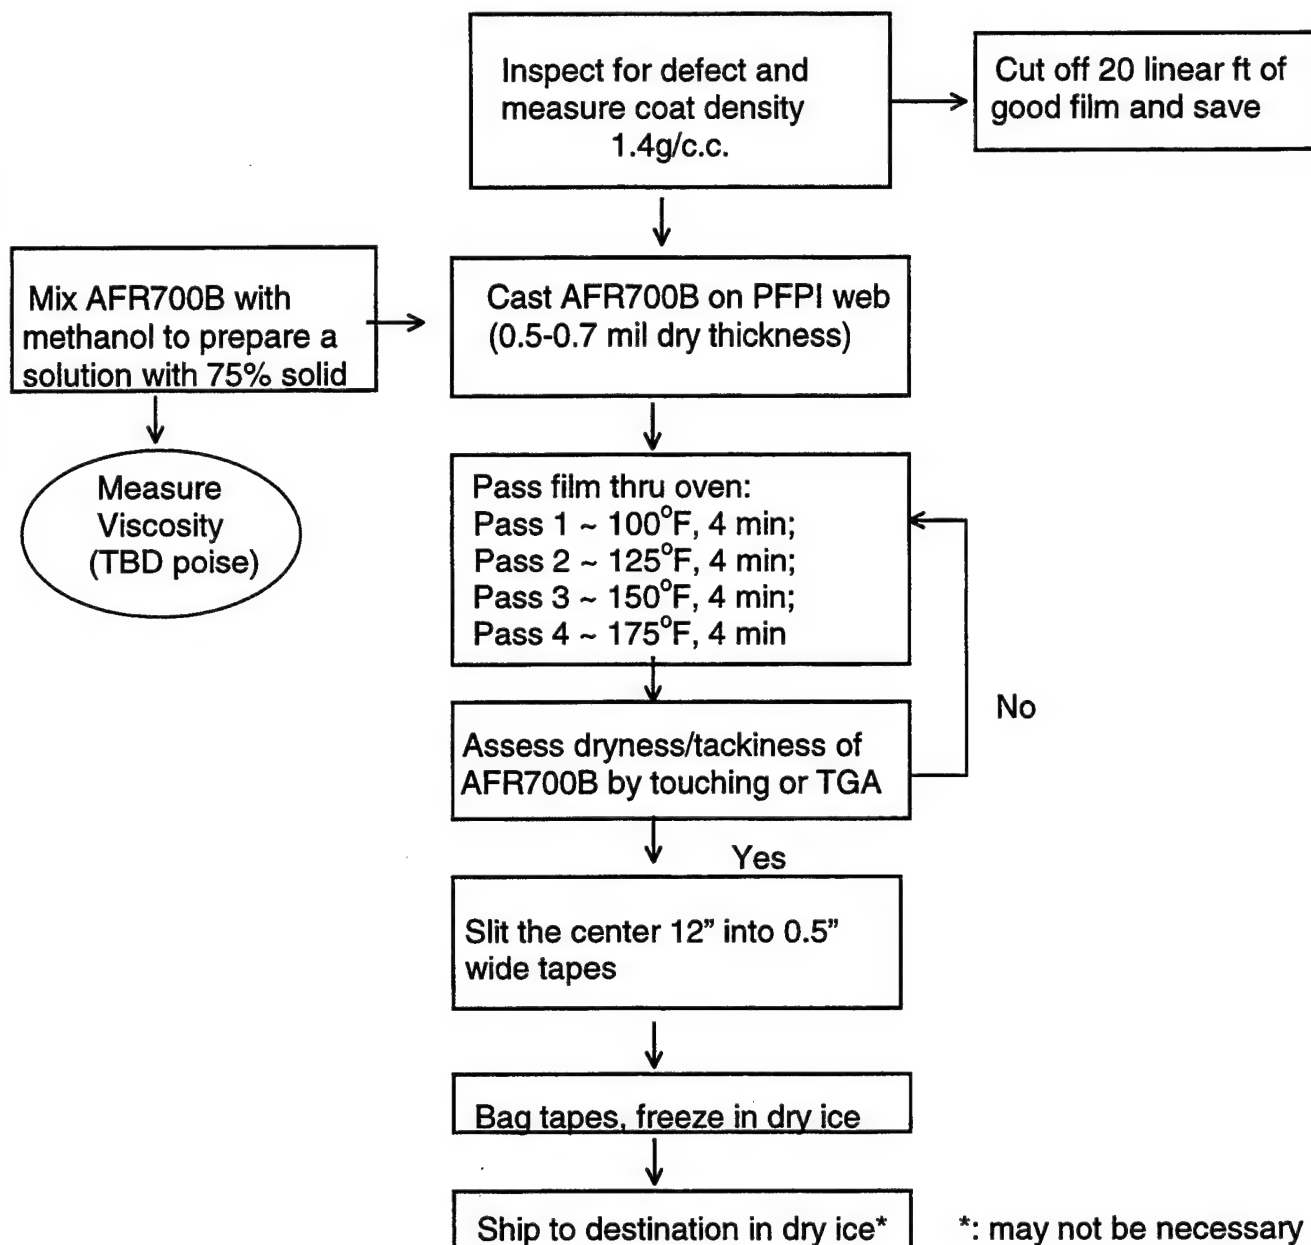 Inspect for defect and
measure coat density
1.4g/c.c.
Cut off 20 linear ft of
good film and save
Mix AFR700B with
methanol to prepare a
solution with 75% solid
Cast AFR700B on PFPI web
(0.5-0.7 mil dry thickness)
Measure
Viscosity
(TBD poise)
Pass film thru oven:
Pass 1 ~ 100°F, 4 min;
Pass 2 ~ 125°F, 4 min;
Pass 3 ~ 150°F, 4 min;
Pass 4 ~ 175°F, 4 min
No
Assess dryness/tackiness of
AFR700B by touching or TGA
Yes
Slit the center 12” into 0.5”
wide tapes
Bag tapes, freeze in dry ice
Ship to destination in dry ice*
*: may not be necessary